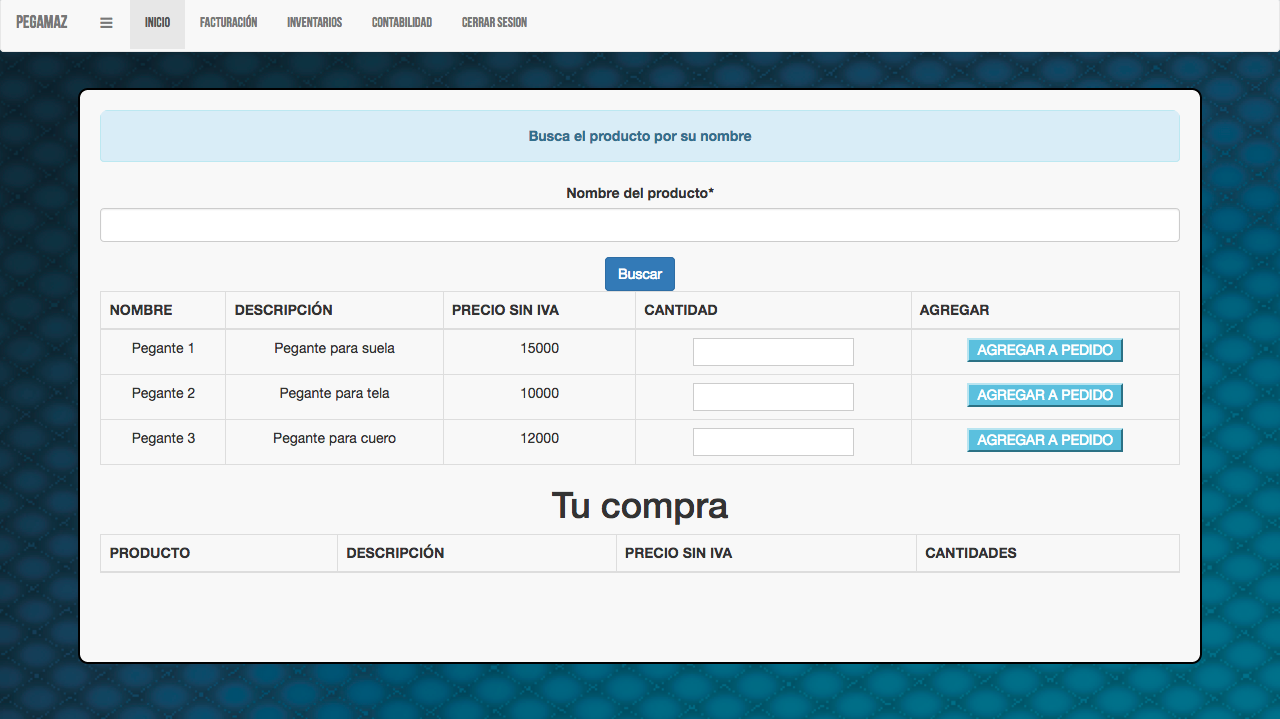 PEGAMAZ INICIO FACTURACIÓN INVENTARIOS CONTABILIDAD CERRAR SESION
Busca el producto por su nombre
Nombre del producto*
Buscar
NOMBRE DESCRIPCIÓN PRECIO SIN IVA CANTIDAD AGREGAR
Pegante 1 Pegante para suela 15000 AGREGAR A PEDIDO
Pegante 2 Pegante para tela 10000 AGREGAR A PEDIDO
Pegante 3 Pegante para cuero 12000 AGREGAR A PEDIDO
Tu compra
PRODUCTO DESCRIPCIÓN PRECIO SIN IVA CANTIDADES